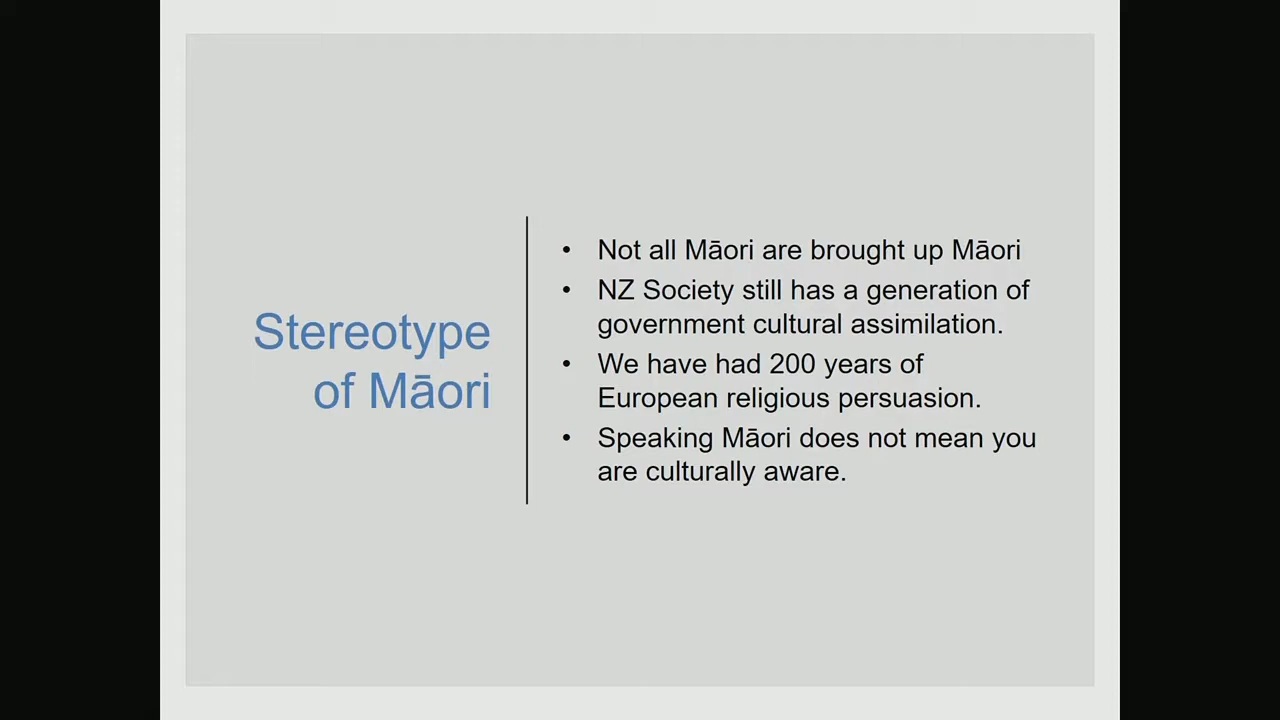 Stereotype
of Māori
• Not all Māori are brought up Māori
• NZ Society still has a generation of
government cultural assimilation.
• We have had 200 years of
European religious persuasion.
• Speaking Māori does not mean you
are culturally aware.